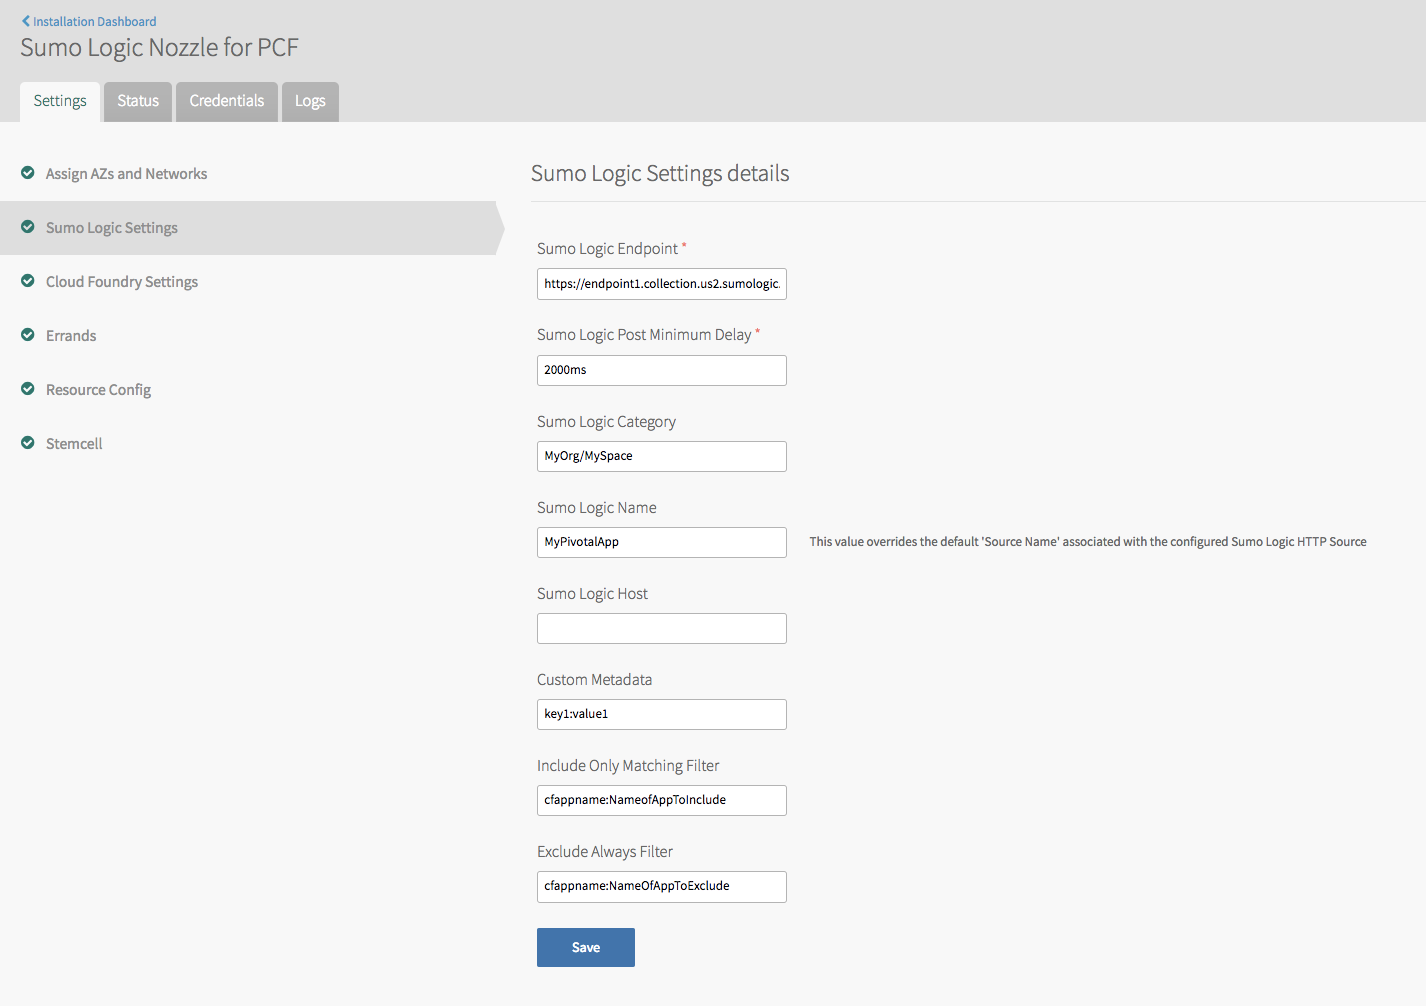 Installation Dashboard
Sumo Logic Nozzle for PCF
Settings
Status
Credentials
Logs
Assign AZs and Networks
Sumo Logic Settings
Cloud Foundry Settings
Errands
Resource Config
Stemcell
Sumo Logic Settings details
Sumo Logic Endpoint *
https://endpoint1.collection.us2.sumologic.
Sumo Logic Post Minimum Delay *
2000ms
Sumo Logic Category
MyOrg/MySpace
Sumo Logic Name
MyPivotalApp
This value overrides the default 'Source Name' associated with the configured Sumo Logic HTTP Source
Sumo Logic Host
Custom Metadata
key1:value1
Include Only Matching Filter
cfappname:NameofAppToInclude
Exclude Always Filter
cfappname:NameOfAppToExclude
Save